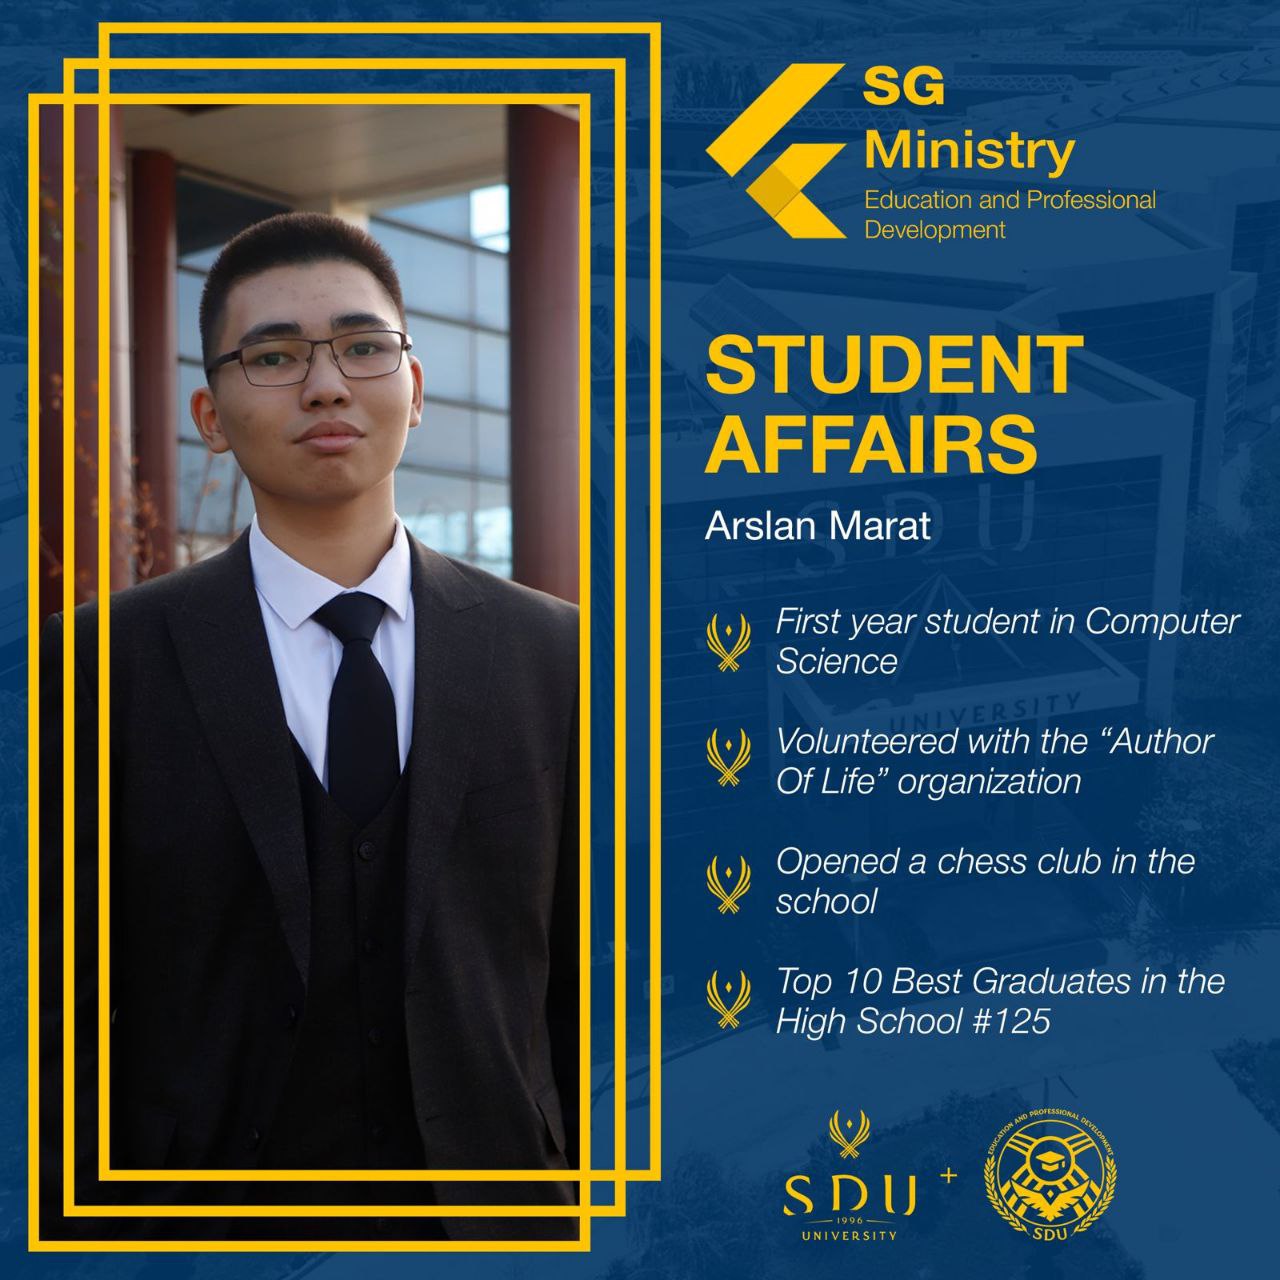 SG
Ministry
Education and Professional
Development
STUDENT
AFFAIRS
Arslan Marat
First year student in Computer
Science
Volunteered with the “Author
Of Life” organization
Opened a chess club in the
school
Top 10 Best Graduates in the
High School #125
SDU
UNIVERSITY
SDU
1996
UNIVERSITY
+
EDUCATION AND PROFESSIONAL DEVELOPMENT
SDU